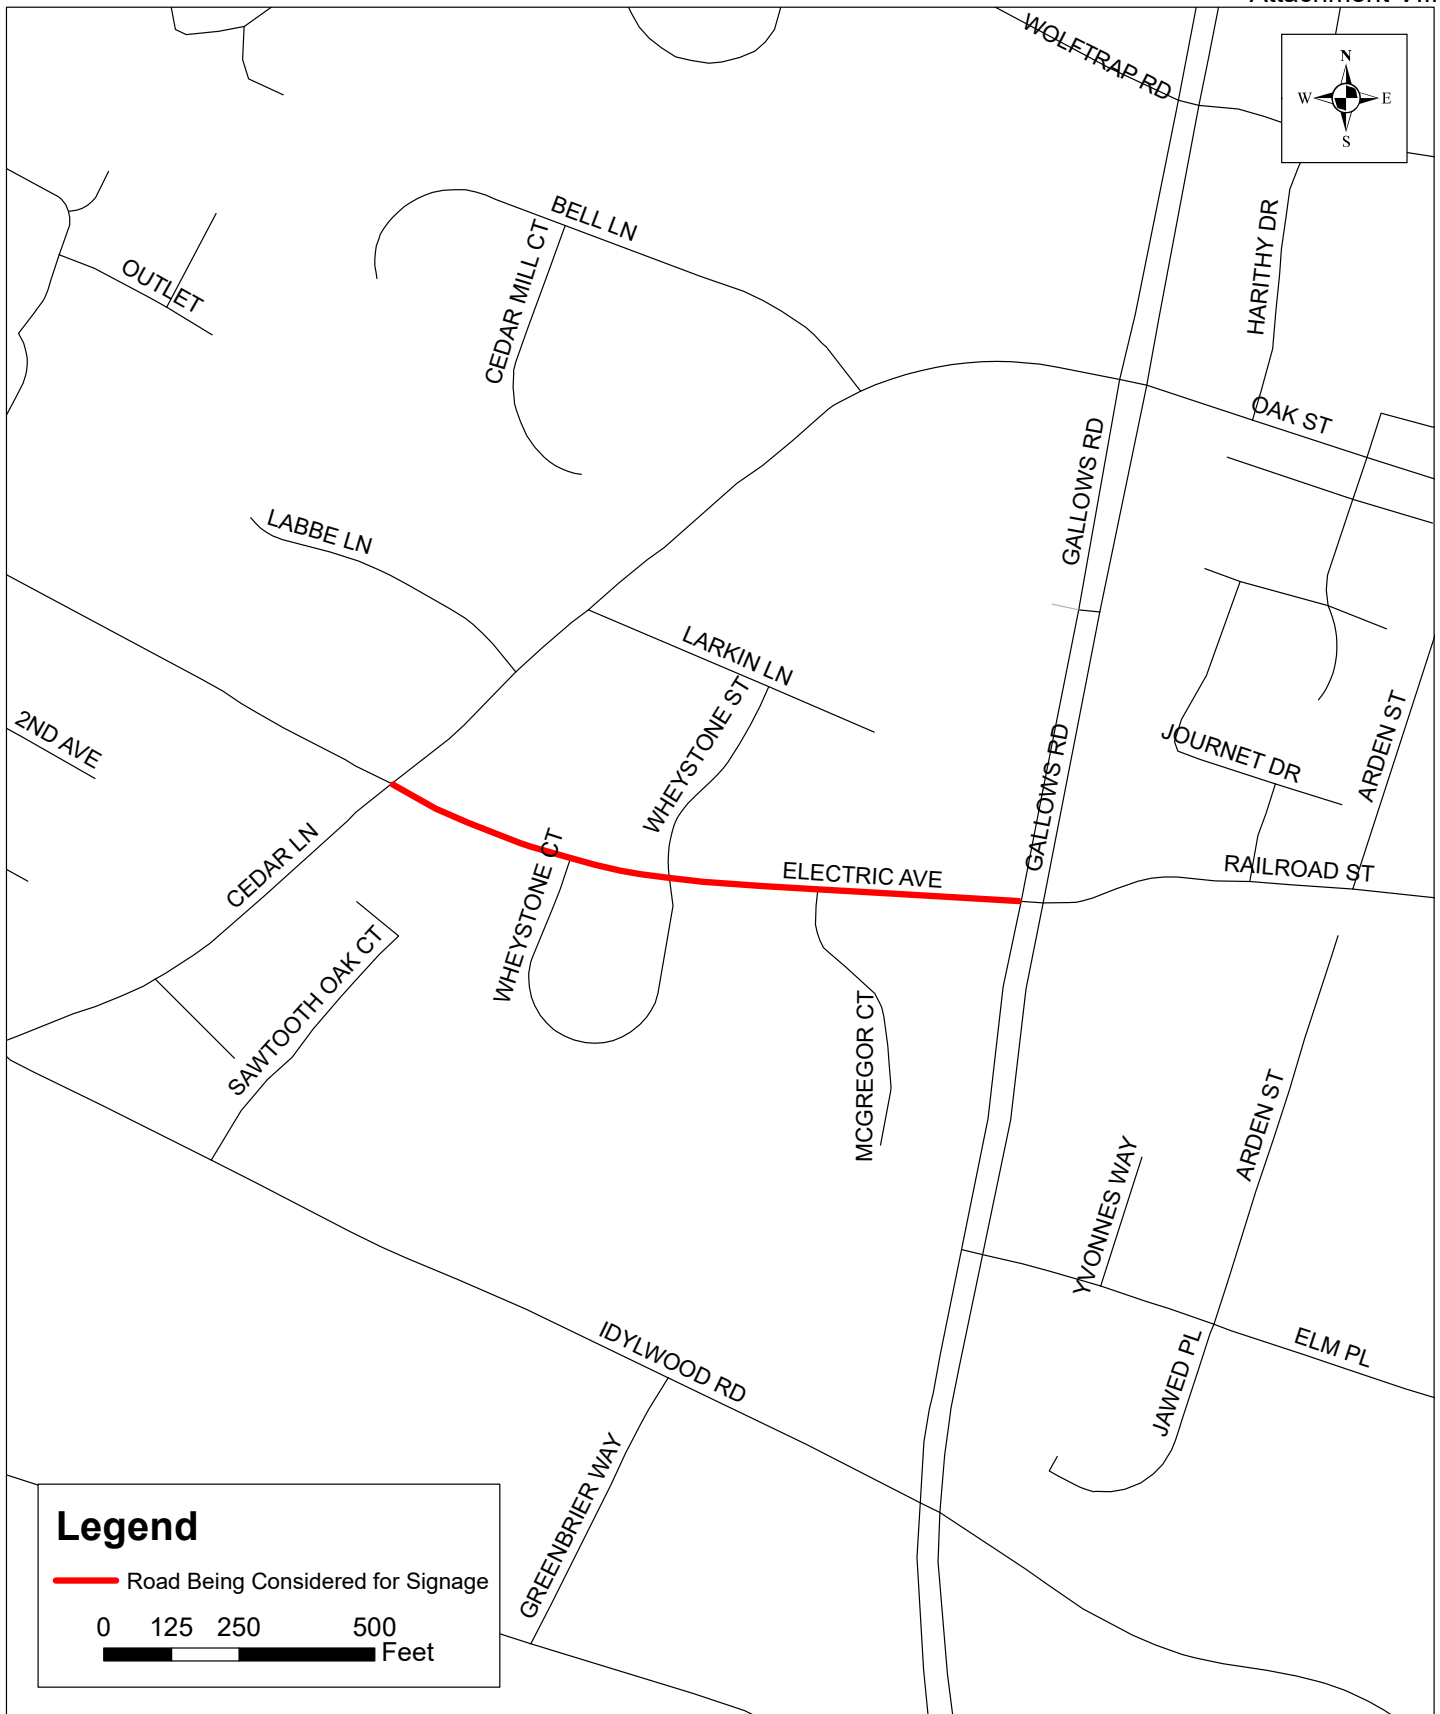 Attachment
WOLFTRAP RD
N
W E
S
BELL LN
CEDAR MILL CT
HARITHY DR
OUTLET
OAK ST
GALLOWS RD
LABBE LN
LARKIN LN
WHEYSTONE ST
2ND AVE
JOURNET DR
ARDEN ST
GALLOWS RD
CEDAR LN
WHEYSTONE CT
ELECTRIC AVE
RAILROAD ST
SAWTOOTH OAK CT
MCGREGOR CT
ARDEN ST
YVONNES WAY
IDYLWOOD RD
JAWED PL
ELM PL
GREENBRIER WAY
Legend
Road Being Considered for Signage
0 125 250 500
Feet